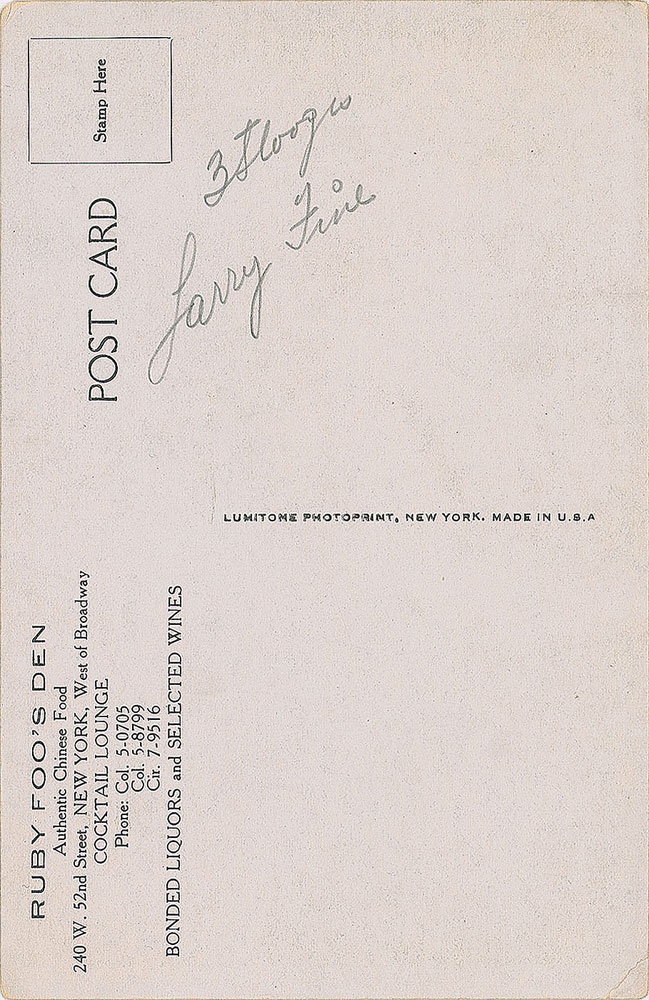 RUBY FOO'S DEN
Authentic Chinese Food
240 W. 52nd Street, NEW YORK, West of Broadway
COCKTAIL LOUNGE
Phone: Col. 5-0705
Col. 5-8799
Cir. 7-9516
BONDED LIQUORS and SELECTED WINES
POST CARD
Stamp Here
LUMITONE PHOTOPRINT, NEW YORK. MADE IN U.S.A
Larry Fine
3 Stooges